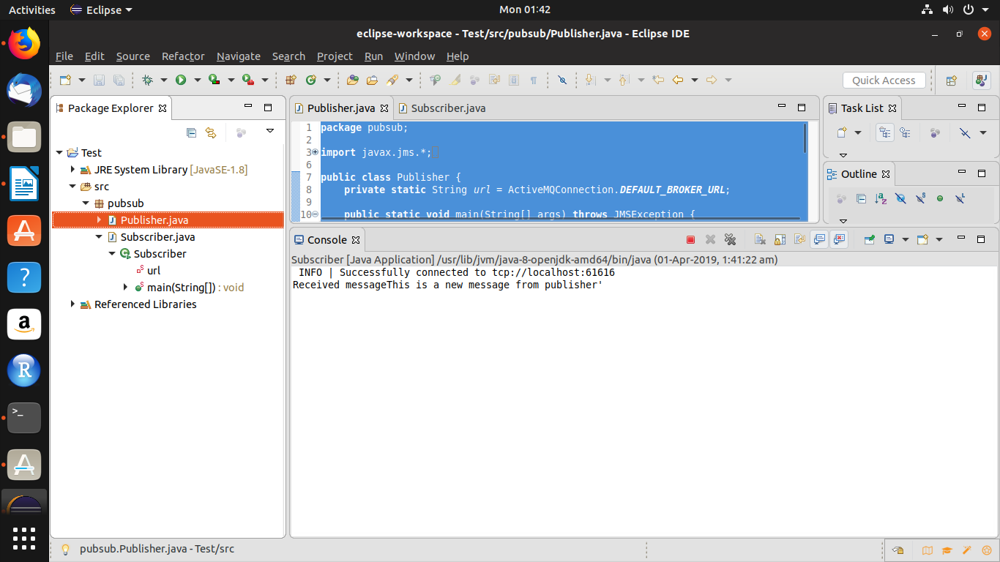 Activities
Eclipse
Mon 01:42
eclipse-workspace - Test/src/pubsub/Publisher.java - Eclipse IDE
File Edit Source Refactor Navigate Search Project Run Window Help
Quick Access
Package Explorer
Test
JRE System Library [JavaSE-1.8]
src
pubsub
Publisher.java
Subscriber.java
Subscriber
url
main(String[]) : void
Referenced Libraries
Publisher.java
Subscriber.java
1 package pubsub;
2
3 import javax.jms.*;
6
7 public class Publisher {
8 private static String url = ActiveMQConnection.DEFAULT_BROKER_URL;
9
10 public static void main(String[] args) throws JMSException {
Task List
Outline
Console
Subscriber [Java Application] /usr/lib/jvm/java-8-openjdk-amd64/bin/java (01-Apr-2019, 1:41:22 am)
INFO | Successfully connected to tcp://localhost:61616
Received messageThis is a new message from publisher'
pubsub.Publisher.java - Test/src